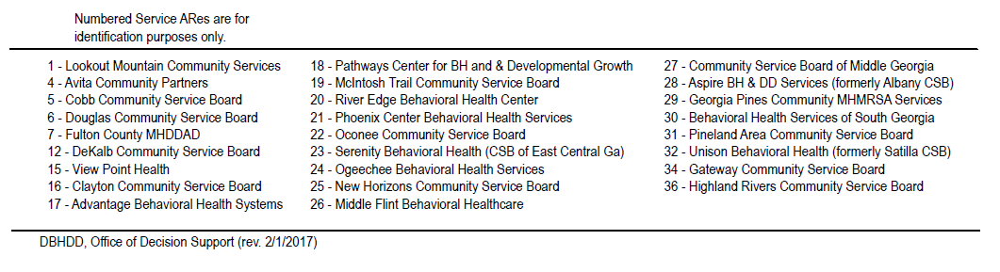 Numbered Service ARes are for
identification purposes only.
1 - Lookout Mountain Community Services
4 - Avita Community Partners
5 - Cobb Community Service Board
6 - Douglas Community Service Board
7 - Fulton County MHDDAD
12 - DeKalb Community Service Board
15 - View Point Health
16 - Clayton Community Service Board
17 - Advantage Behavioral Health Systems
18 - Pathways Center for BH and & Developmental Growth
19 - McIntosh Trail Community Service Board
20 - River Edge Behavioral Health Center
21 - Phoenix Center Behavioral Health Services
22 - Oconee Community Service Board
23 - Serenity Behavioral Health (CSB of East Central Ga)
24 - Ogeechee Behavioral Health Services
25 - New Horizons Community Service Board
26 - Middle Flint Behavioral Healthcare
27 - Community Service Board of Middle Georgia
28 - Aspire BH & DD Services (formerly Albany CSB)
29 - Georgia Pines Community MHMRSA Services
30 - Behavioral Health Services of South Georgia
31 - Pineland Area Community Service Board
32 - Unison Behavioral Health (formerly Satilla CSB)
34 - Gateway Community Service Board
36 - Highland Rivers Community Service Board
DBHDD, Office of Decision Support (rev. 2/1/2017)